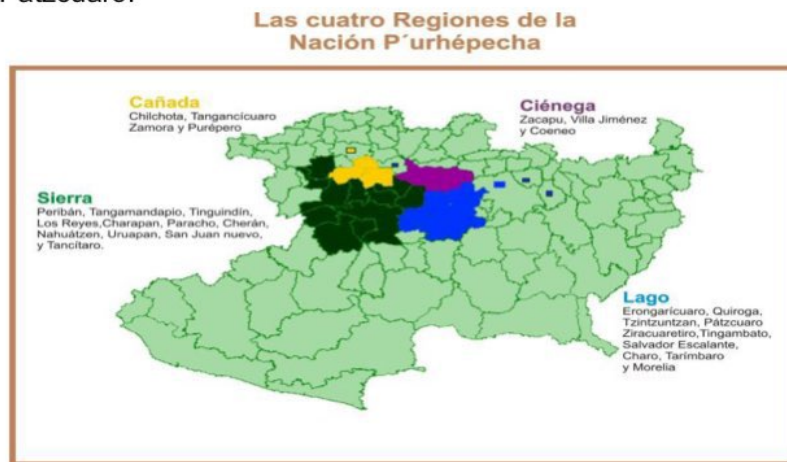 Pátzcuaro.
Las cuatro Regiones de la
Nación P´urhépecha
Cañada
Chilchota, Tangancícuaro
Zamora y Purépero
Ciénega
Zacapu, Villa Jiménez
y Coeneo
Sierra
Peribán, Tangamandapio, Tinguindín,
Los Reyes,Charapan, Paracho, Cherán,
Nahuátzen, Uruapan, San Juan nuevo,
y Tancítaro.
Lago
Erongarícuaro, Quiroga,
Tzintzuntzan, Pátzcuaro
Ziracuaretiro,Tingambato,
Salvador Escalante,
Charo, Tarímbaro
y Morelia